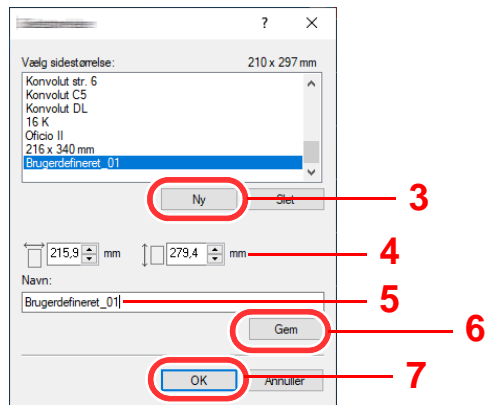 ?
Vælg sidestørrelse: 210 x 297 mm
Konvolut str. 6
Konvolut C5
Konvolut DL
16 K
Oficio II
216 x 340 mm
Brugerdefineret_01
Ny Slet 3
215,9 mm 279,4 mm 4
Navn:
Brugerdefineret_01 5
Gem 6
OK Annuller 7